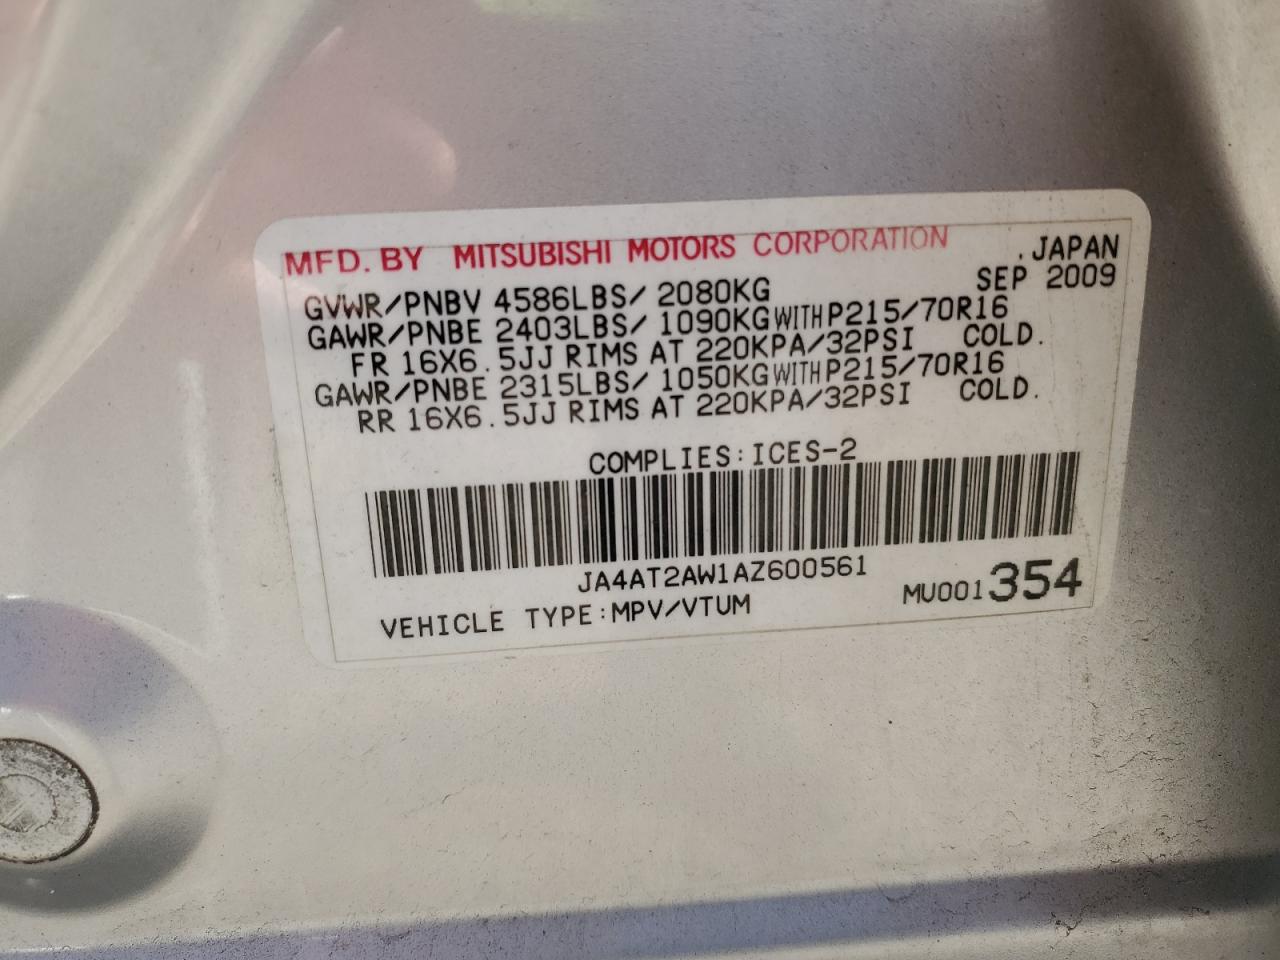 MFD. BY MITSUBISHI MOTORS CORPORATION .JAPAN
GVWR/PNBV 4586LBS/ 2080KG SEP 2009
GAWR/PNBE 2403LBS/ 1090KG WITH P215/70R16
FR 16X6.5JJ RIMS AT 220KPA/32PSI COLD.
GAWR/PNBE 2315LBS/ 1050KG WITH P215/70R16
RR 16X6.5JJ RIMS AT 220KPA/32PSI COLD.
COMPLIES:ICES-2
JA4AT2AW1AZ600561
VEHICLE TYPE:MPV/VTUM MU001354